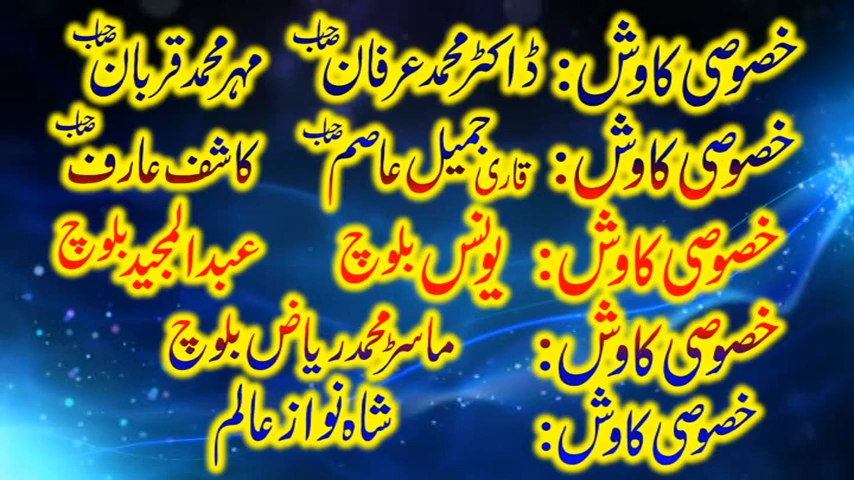 خصوصی کاوش: ڈاکٹر محمد عرفان صاحب مہر محمد قربان صاحب
خصوصی کاوش: قاری جمیل عاصم صاحب کاشف عارف صاحب
خصوصی کاوش: یونس بلوچ عبدالمجید بلوچ
خصوصی کاوش: ماسٹر محمد ریاض بلوچ
خصوصی کاوش: شاہ نواز عالم